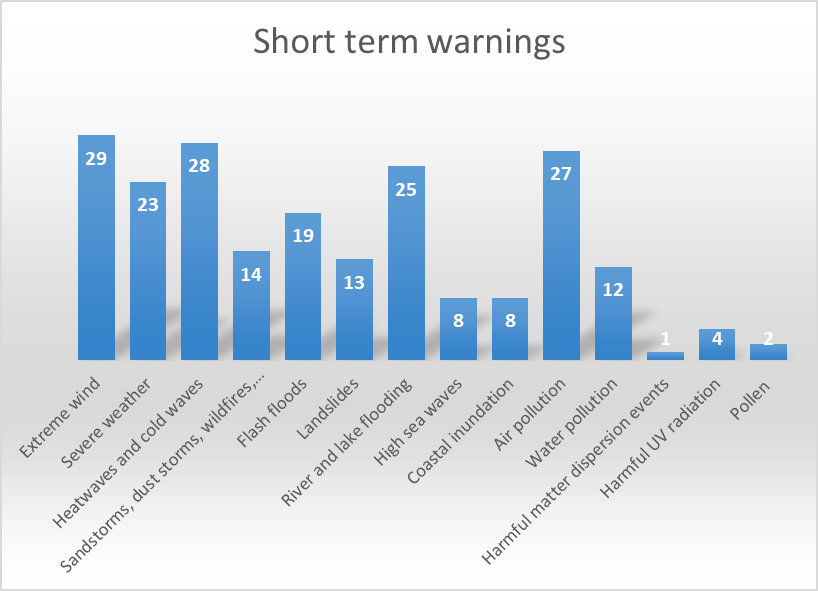 Short term warnings
29
23
28
14
19
13
25
8
8
27
12
1
4
2
Extreme wind
Severe weather
Heatwaves and cold waves
Sandstorms, dust storms, wildfires,...
Flash floods
Landslides
River and lake flooding
High sea waves
Coastal inundation
Air pollution
Water pollution
Harmful matter dispersion events
Harmful UV radiation
Pollen